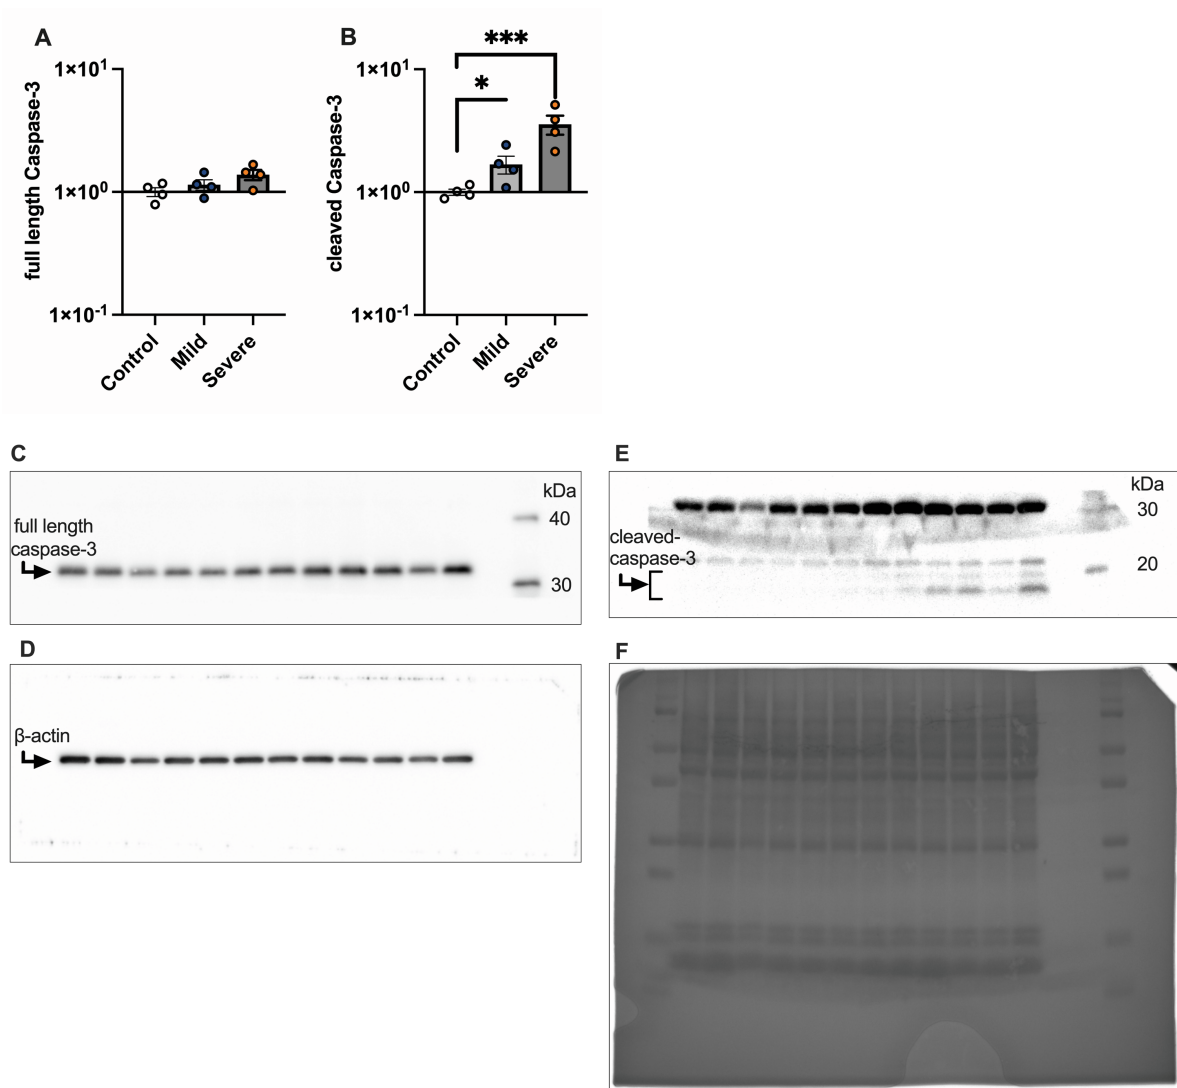 A
full length Caspase-3
1×10¹
1×10⁰
1×10⁻¹
Control
Mild
Severe
B
cleaved Caspase-3
***
*
1×10¹
1×10⁰
1×10⁻¹
Control
Mild
Severe
C
full length
caspase-3
kDa
40
30
D
β-actin
E
cleaved-
caspase-3
kDa
30
20
F